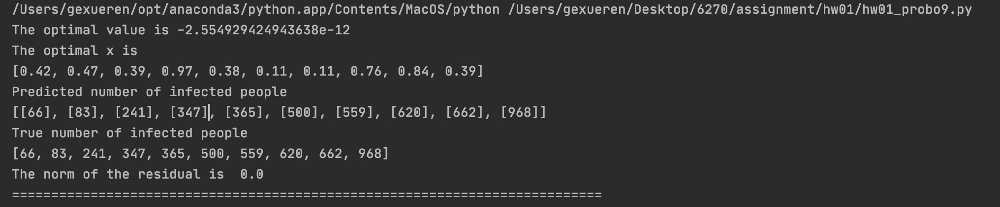 /Users/gexueren/opt/anaconda3/python.app/Contents/MacOS/python /Users/gexueren/Desktop/6270/assignment/hw01/hw01_probo9.py
The optimal value is -2.554929424943638e-12
The optimal x is
[0.42, 0.47, 0.39, 0.97, 0.38, 0.11, 0.11, 0.76, 0.84, 0.39]
Predicted number of infected people
[[66], [83], [241], [347], [365], [500], [559], [620], [662], [968]]
True number of infected people
[66, 83, 241, 347, 365, 500, 559, 620, 662, 968]
The norm of the residual is  0.0
===========================================================================